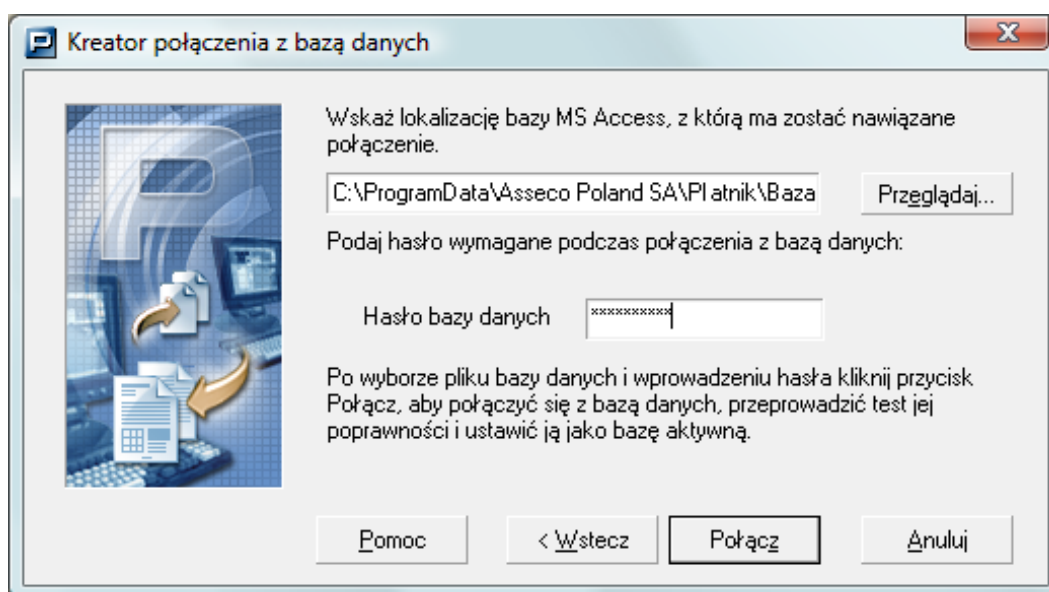 Kreator połączenia z bazą danych
Wskaż lokalizację bazy MS Access, z którą ma zostać nawiązane
połączenie.
C:\ProgramData\Asseco Poland SA\Płatnik\Baza
Przeglądaj...
Podaj hasło wymagane podczas połączenia z bazą danych:
Hasło bazy danych
**********
Po wyborze pliku bazy danych i wprowadzeniu hasła kliknij przycisk
Połącz, aby połączyć się z bazą danych, przeprowadzić test jej
poprawności i ustawić ją jako bazę aktywną.
Pomoc
< Wstecz
Połącz
Anuluj